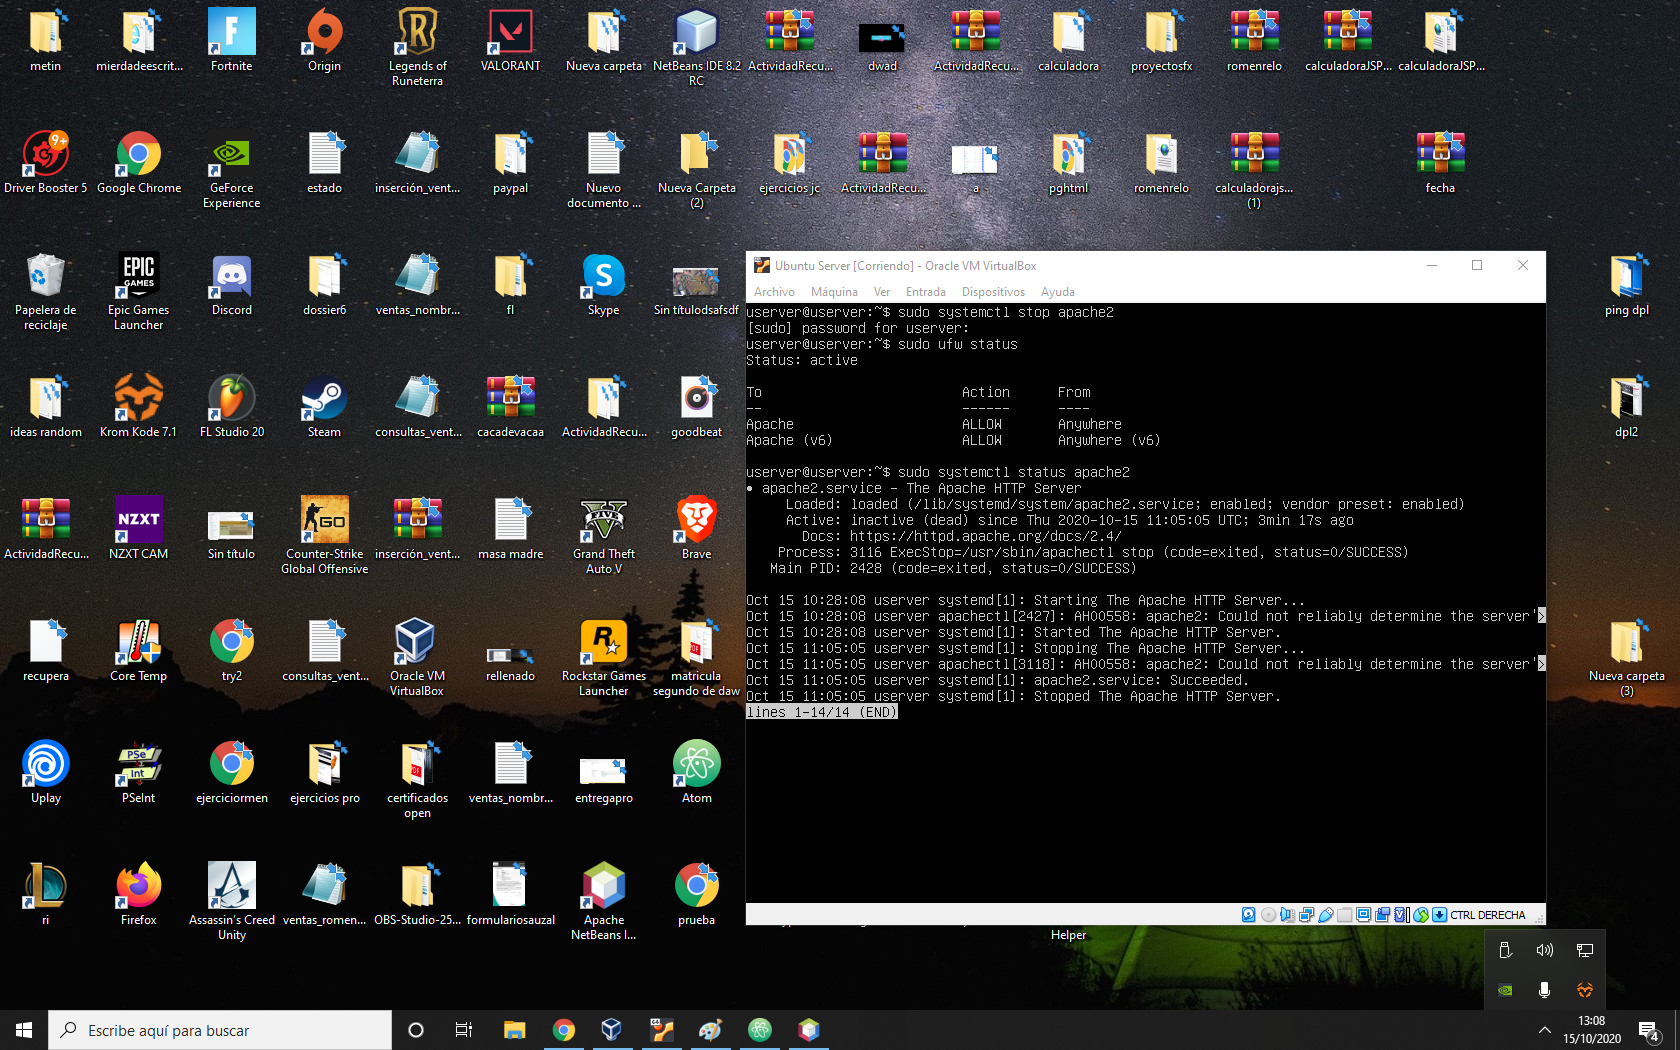 metin
mierdadeescrit...
Fortnite
Origin
Legends of
Runeterra
VALORANT
Nueva carpeta
NetBeans IDE 8.2
RC
ActividadRecu...
dwad
ActividadRecu...
calculadora
proyectosfx
romenrelo
calculadoraJSP...
calculadoraJSP...
Driver Booster 5
Google Chrome
GeForce
Experience
estado
inserción_vent...
paypal
Nuevo
documento ...
Nueva Carpeta
(2)
ejercicios jc
ActividadRecu...
a
pghtml
romenrelo
calculadorajs...
(1)
fecha
Papelera de
reciclaje
EPIC
GAMES
Epic Games
Launcher
Discord
dossier6
ventas_nombr...
fl
Skype
Sin títulodsafsdf
ping dpl
ideas random
Krom Kode 7.1
FL Studio 20
Steam
consultas_vent...
cacadevacaa
ActividadRecu...
goodbeat
dpl2
ActividadRecu...
NZXT
NZXT CAM
Sin título
GO
Counter-Strike
Global Offensive
inserción_vent...
masa madre
FIVE
Grand Theft
Auto V
Brave
recupera
Core Temp
try2
consultas_vent...
Oracle VM
VirtualBox
rellenado
Rockstar Games
Launcher
PDF
matricula
segundo de daw
Nueva carpeta
(3)
Uplay
PSe
Int
PSeInt
ejerciciormen
ejercicios pro
PDF
certificados
open
ventas_nombr...
entregapro
Atom
ri
Firefox
Assassin's Creed
Unity
ventas_romen...
OBS-Studio-25...
formulariosauzal
Apache
NetBeans I...
prueba
Helper
Ubuntu Server [Corriendo] - Oracle VM VirtualBox
Archivo Máquina Ver Entrada Dispositivos Ayuda
userver@userver:~$ sudo systemctl stop apache2
[sudo] password for userver:
userver@userver:~$ sudo ufw status
Status: active
To Action From
-- ------ ----
Apache ALLOW Anywhere
Apache (v6) ALLOW Anywhere (v6)
userver@userver:~$ sudo systemctl status apache2
● apache2.service - The Apache HTTP Server
Loaded: loaded (/lib/systemd/system/apache2.service; enabled; vendor preset: enabled)
Active: inactive (dead) since Thu 2020-10-15 11:05:05 UTC; 3min 17s ago
Docs: https://httpd.apache.org/docs/2.4/
Process: 3116 ExecStop=/usr/sbin/apachectl stop (code=exited, status=0/SUCCESS)
Main PID: 2428 (code=exited, status=0/SUCCESS)
Oct 15 10:28:08 userver systemd[1]: Starting The Apache HTTP Server...
Oct 15 10:28:08 userver apachectl[2427]: AH00558: apache2: Could not reliably determine the server'>
Oct 15 10:28:08 userver systemd[1]: Started The Apache HTTP Server.
Oct 15 11:05:05 userver systemd[1]: Stopping The Apache HTTP Server...
Oct 15 11:05:05 userver apachectl[3118]: AH00558: apache2: Could not reliably determine the server'>
Oct 15 11:05:05 userver systemd[1]: apache2.service: Succeeded.
Oct 15 11:05:05 userver systemd[1]: Stopped The Apache HTTP Server.
lines 1-14/14 (END)
CTRL DERECHA
Escribe aquí para buscar
13:08
15/10/2020
4